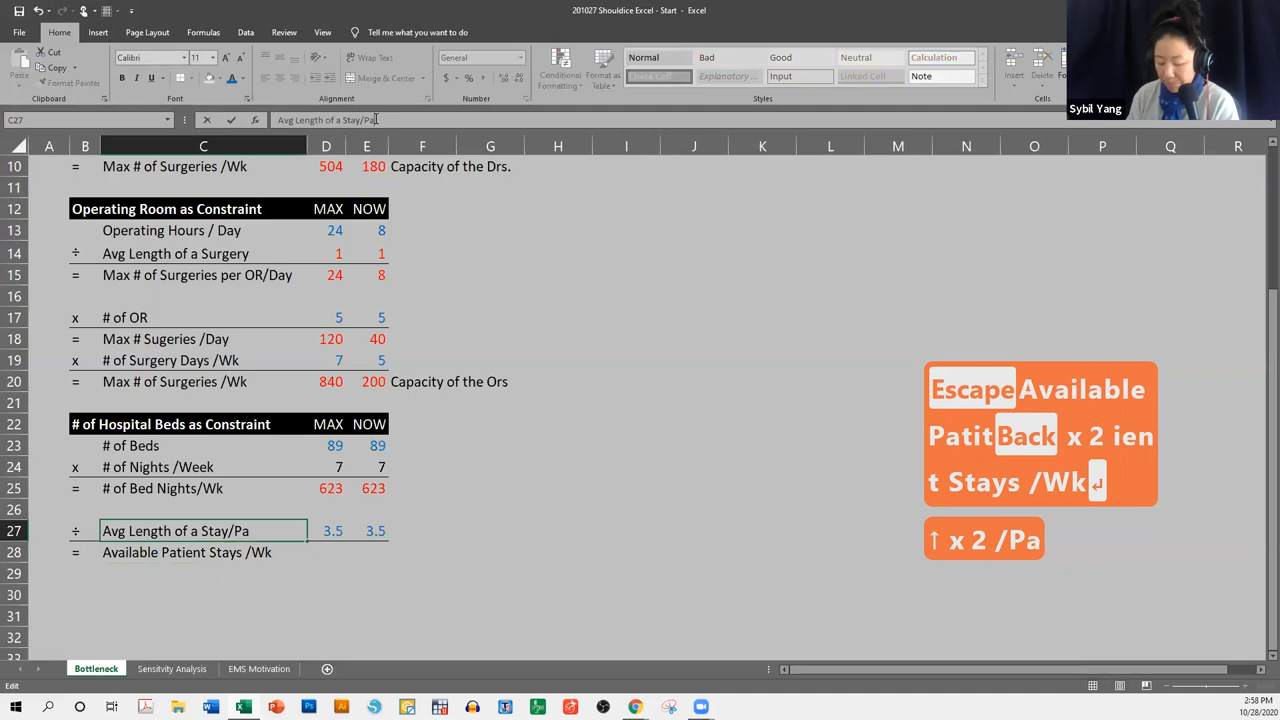 201027 Shouldice Excel - Start - Excel
File Home Insert Page Layout Formulas Data Review View Tell me what you want to do
Paste Cut Copy Format Painter Clipboard
Calibri 11 Font
Wrap Text Merge & Center Alignment
General Number
Conditional Formatting Format as Table
Normal Bad Good Neutral Calculation
Check Cell Explanatory ... Input Linked Cell Note
Styles
Insert Delete
Sybil Yang
C27 Avg Length of a Stay/Pa
A B C D E F G H I J K L M N O P Q R
10 = Max # of Surgeries /Wk 504 180 Capacity of the Drs.
11
12 Operating Room as Constraint MAX NOW
13 Operating Hours / Day 24 8
14 ÷ Avg Length of a Surgery 1 1
15 = Max # of Surgeries per OR/Day 24 8
16
17 x # of OR 5 5
18 = Max # Sugeries /Day 120 40
19 x # of Surgery Days /Wk 7 5
20 = Max # of Surgeries /Wk 840 200 Capacity of the Ors
21
22 # of Hospital Beds as Constraint MAX NOW
23 # of Beds 89 89
24 x # of Nights /Week 7 7
25 = # of Bed Nights/Wk 623 623
26
27 ÷ Avg Length of a Stay/Pa 3.5 3.5
28 = Available Patient Stays /Wk
29
30
31
32
33
Escape Available
Patit Back x 2 ien
t Stays /Wk ↵
↑ x 2 /Pa
Bottleneck Sensitvity Analysis EMS Motivation
Edit
2:58 PM
10/28/2020